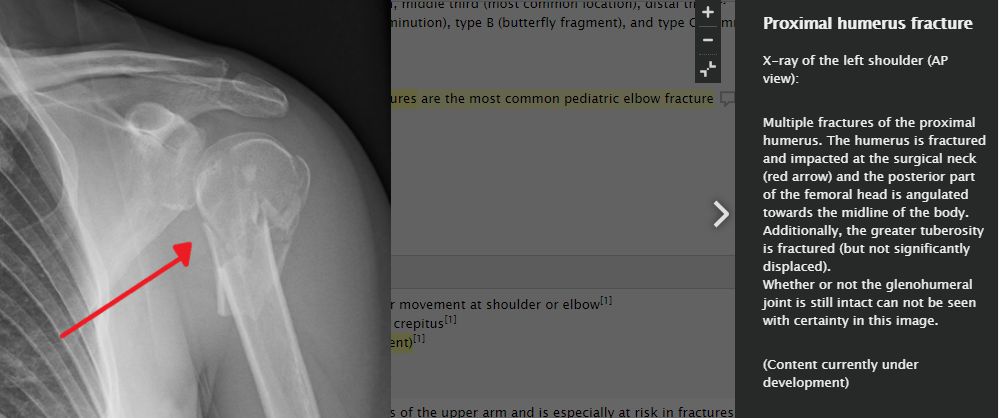 , middle third (most common location), distal th
minution), type B (butterfly fragment), and type C
ures are the most common pediatric elbow fracture
r movement at shoulder or elbow[1]
crepitus[1]
ent)[1]
s of the upper arm and is especially at risk in fractures
+
−
Proximal humerus fracture
X-ray of the left shoulder (AP
view):
Multiple fractures of the proximal
humerus. The humerus is fractured
and impacted at the surgical neck
(red arrow) and the posterior part
of the femoral head is angulated
towards the midline of the body.
Additionally, the greater tuberosity
is fractured (but not significantly
displaced).
Whether or not the glenohumeral
joint is still intact can not be seen
with certainty in this image.
(Content currently under
development)